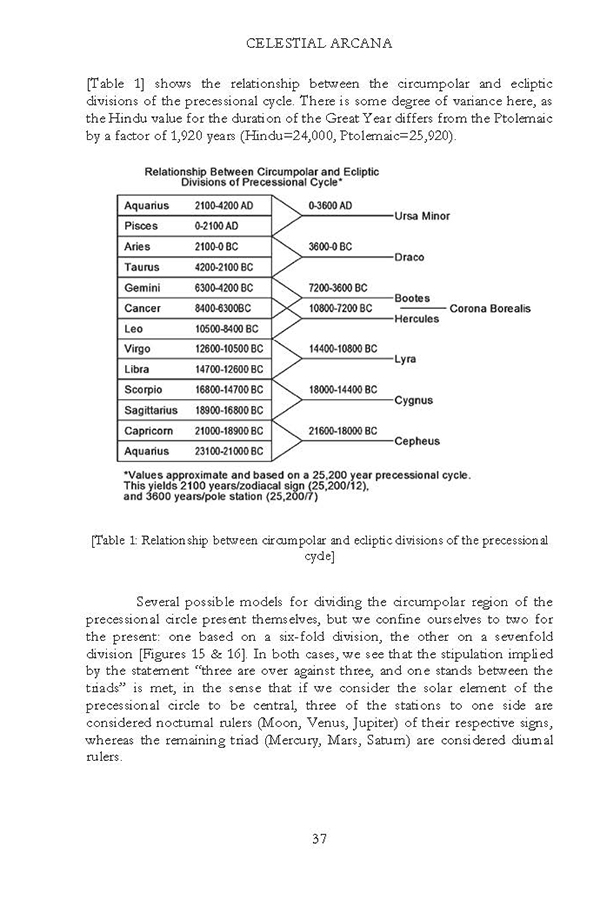 CELESTIAL ARCANA
[Table 1] shows the relationship between the circumpolar and ecliptic
divisions of the precessional cycle. There is some degree of variance here, as
the Hindu value for the duration of the Great Year differs from the Ptolemaic
by a factor of 1,920 years (Hindu=24,000, Ptolemaic=25,920).
Relationship Between Circumpolar and Ecliptic
Divisions of Precessional Cycle*
Aquarius 2100-4200 AD 0-3600 AD
Ursa Minor
Pisces 0-2100 AD
Aries 2100-0 BC 3600-0 BC
Draco
Taurus 4200-2100 BC
Gemini 6300-4200 BC 7200-3600 BC
Bootes
Cancer 8400-6300BC 10800-7200 BC Corona Borealis
Hercules
Leo 10500-8400 BC
Virgo 12600-10500 BC 14400-10800 BC
Lyra
Libra 14700-12600 BC
Scorpio 16800-14700 BC 18000-14400 BC
Cygnus
Sagittarius 18900-16800 BC
Capricorn 21000-18900 BC 21600-18000 BC
Cepheus
Aquarius 23100-21000 BC
*Values approximate and based on a 25,200 year precessional cycle.
This yields 2100 years/zodiacal sign (25,200/12),
and 3600 years/pole station (25,200/7)
[Table 1: Relationship between circumpolar and ecliptic divisions of the precessional
cycle]
Several possible models for dividing the circumpolar region of the
precessional circle present themselves, but we confine ourselves to two for
the present: one based on a six-fold division, the other on a sevenfold
division [Figures 15 & 16]. In both cases, we see that the stipulation implied
by the statement “three are over against three, and one stands between the
triads” is met, in the sense that if we consider the solar element of the
precessional circle to be central, three of the stations to one side are
considered nocturnal rulers (Moon, Venus, Jupiter) of their respective signs,
whereas the remaining triad (Mercury, Mars, Saturn) are considered diurnal
rulers.
37